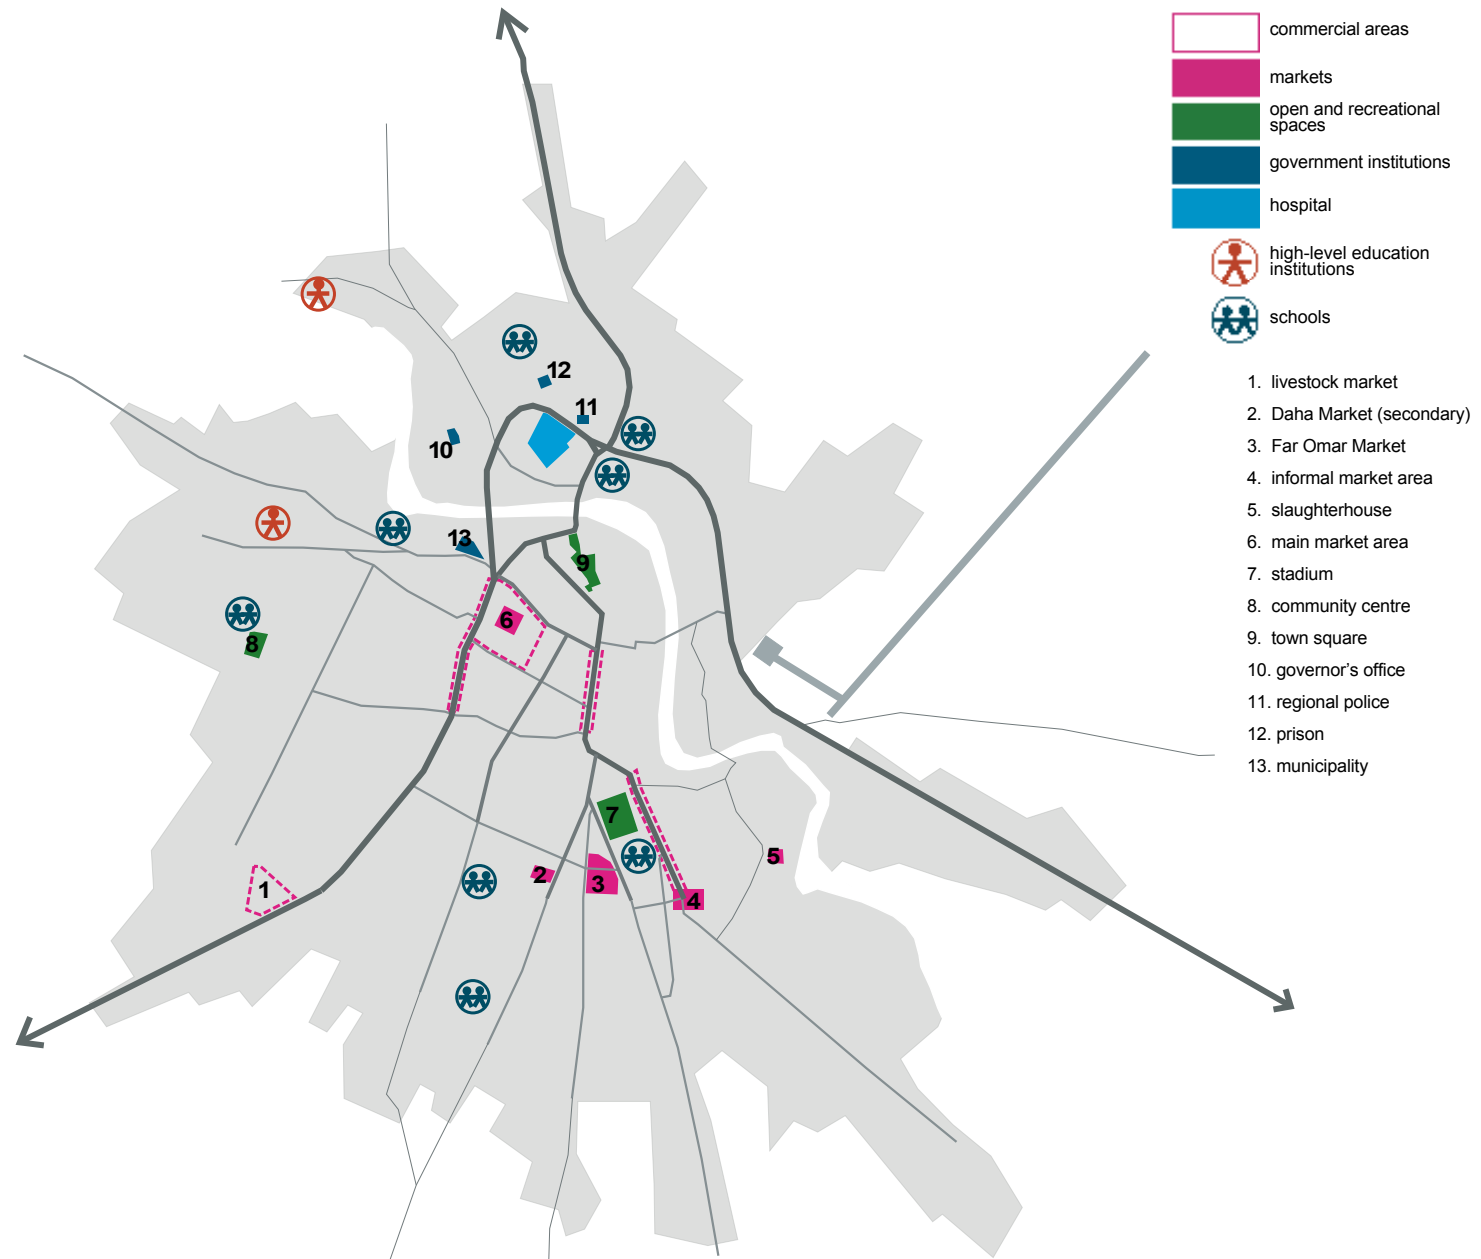 commercial areas
markets
open and recreational
spaces
government institutions
hospital
high-level education
institutions
schools
1. livestock market
2. Daha Market (secondary)
3. Far Omar Market
4. informal market area
5. slaughterhouse
6. main market area
7. stadium
8. community centre
9. town square
10. governor's office
11. regional police
12. prison
13. municipality
12
11
10
13
9
6
8
7
5
2
3
1
4